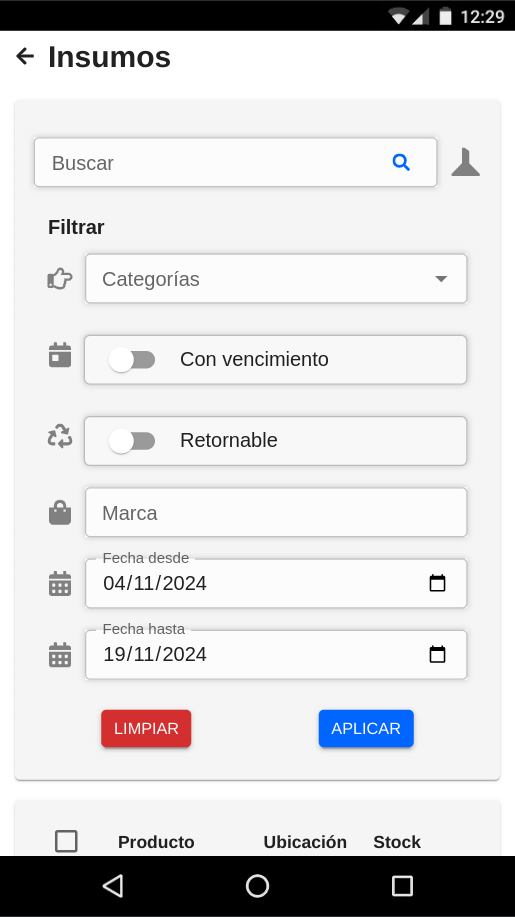 12:29
Insumos
Buscar
Filtrar
Categorías
Con vencimiento
Retornable
Marca
Fecha desde
04/11/2024
Fecha hasta
19/11/2024
LIMPIAR APLICAR
Producto Ubicación Stock